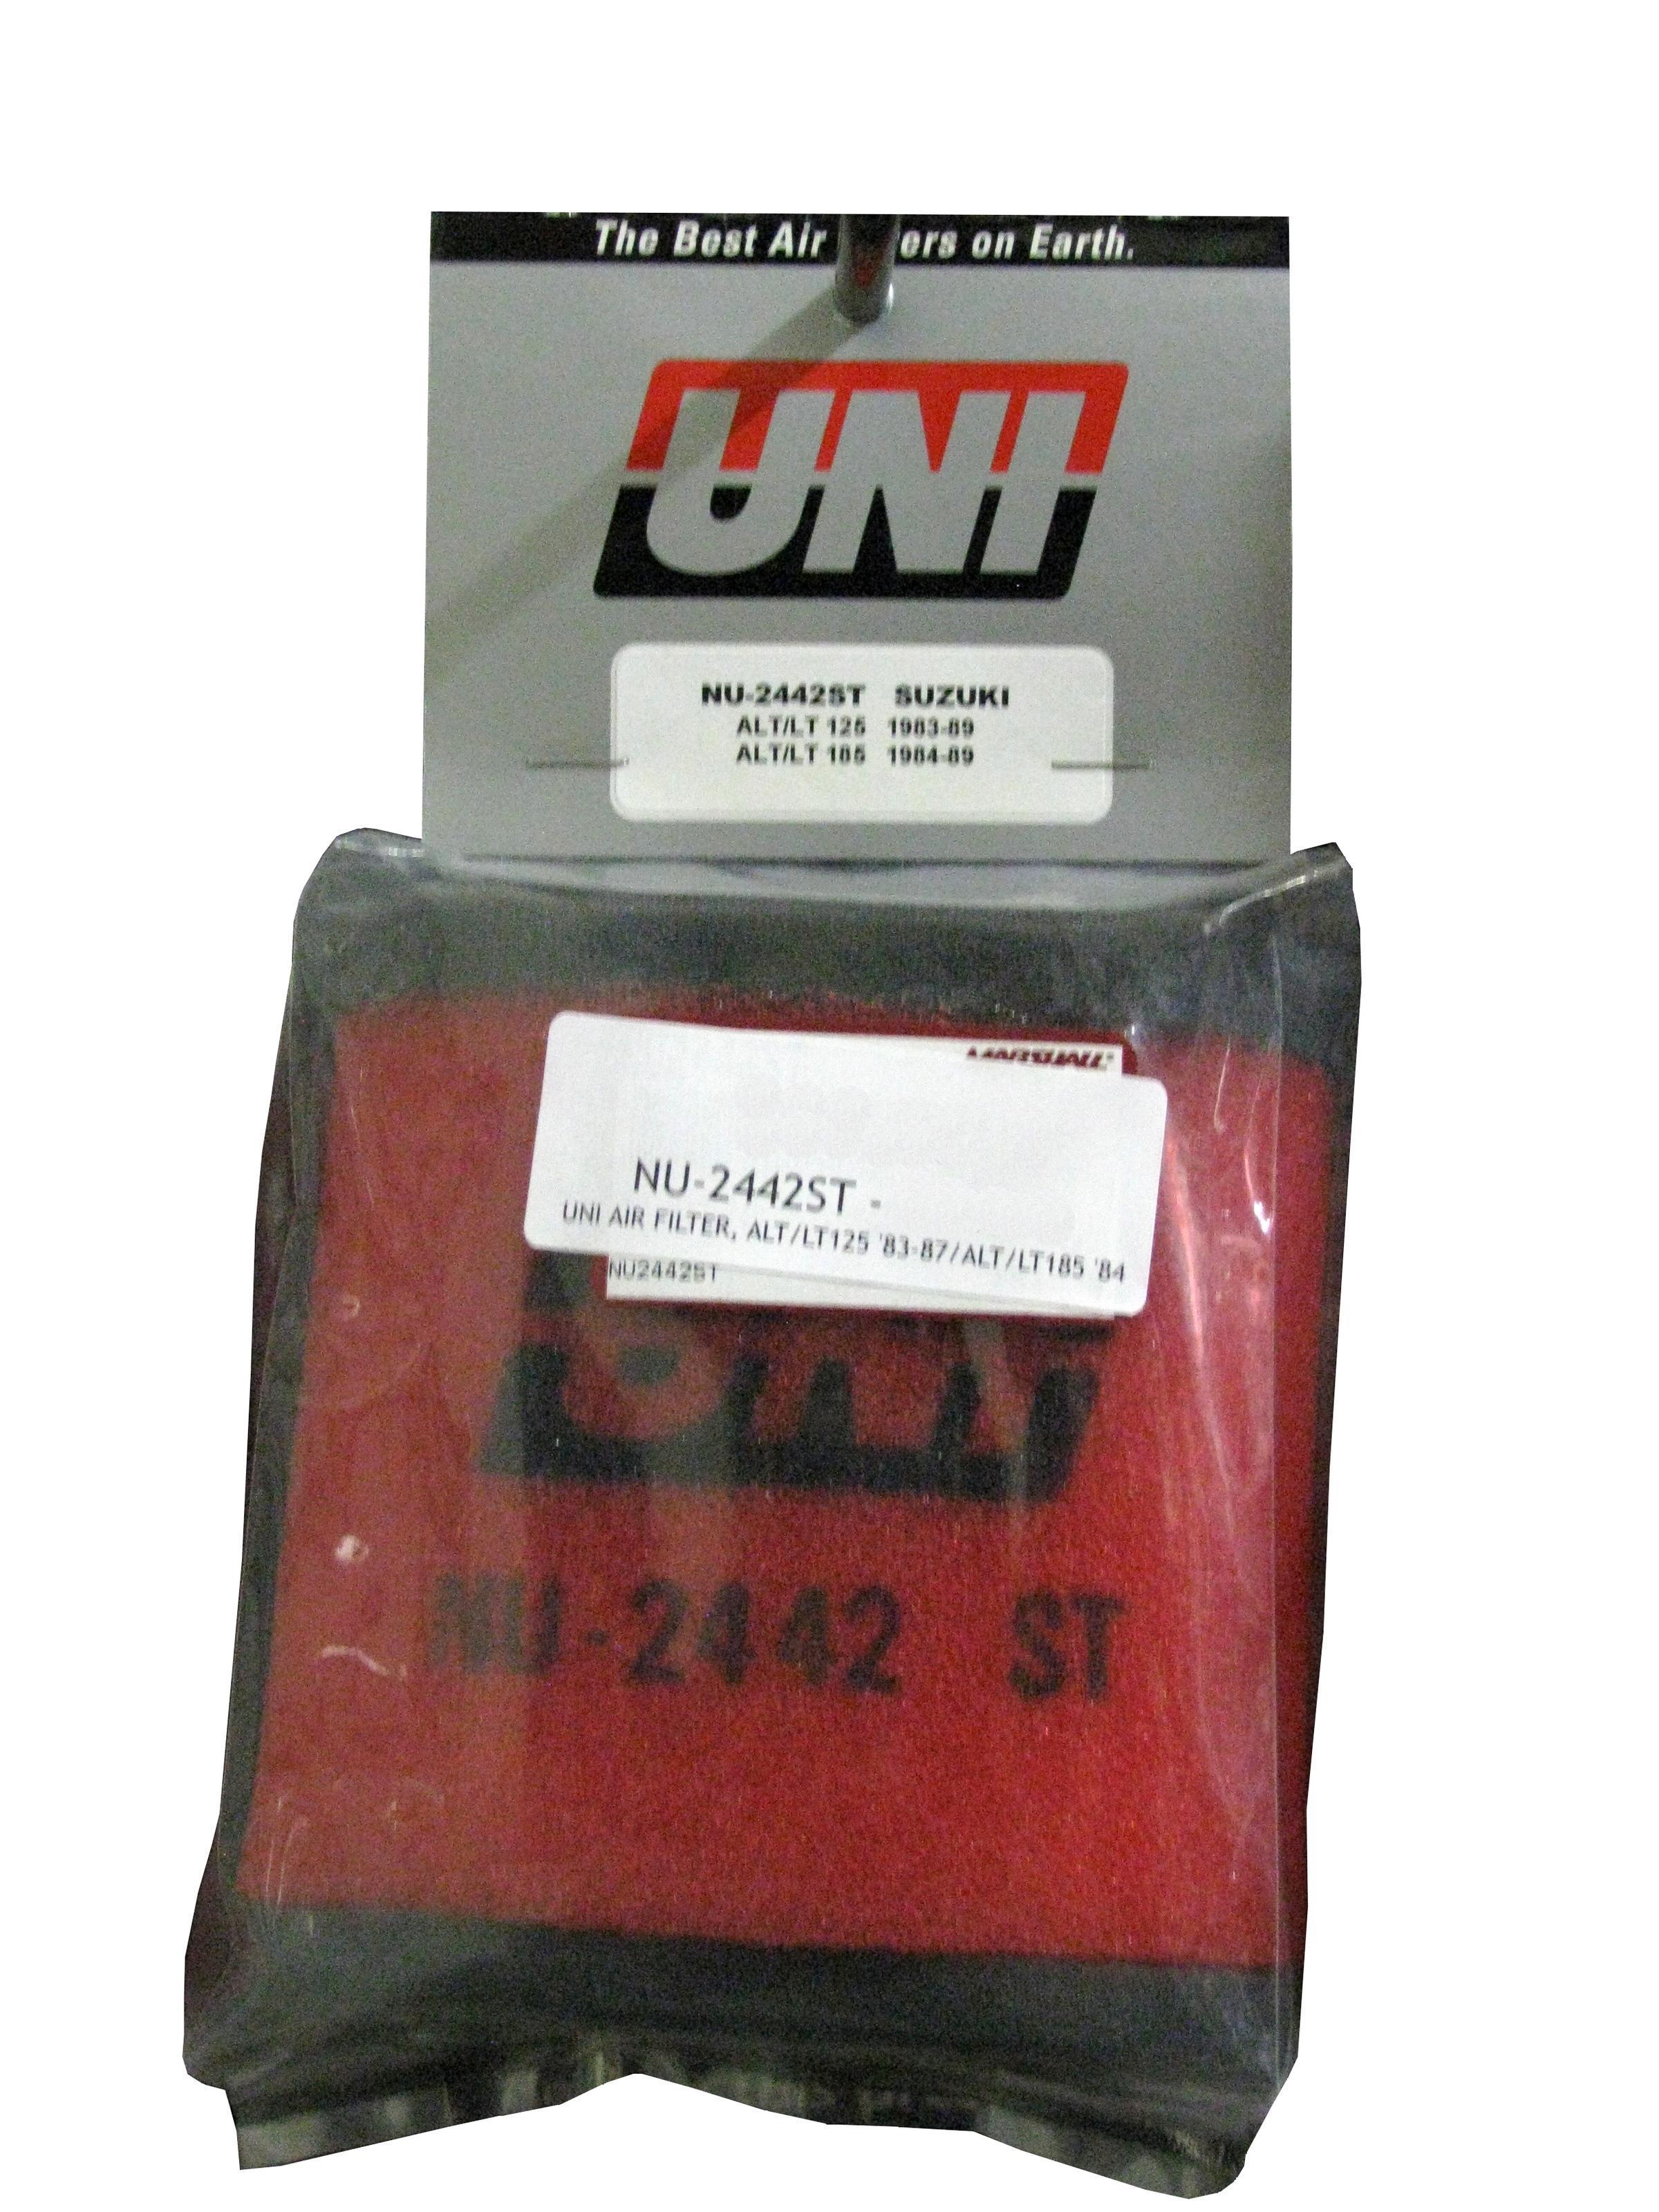 The Best Air ers on Earth.
UNI
NU-2442ST SUZUKI
ALT/LT 125 1983-89
ALT/LT 185 1984-89
MARSHALL
NU-2442ST -
UNI AIR FILTER, ALT/LT125 '83-87/ALT/LT185 '84
NU2442ST
NU-2442 ST